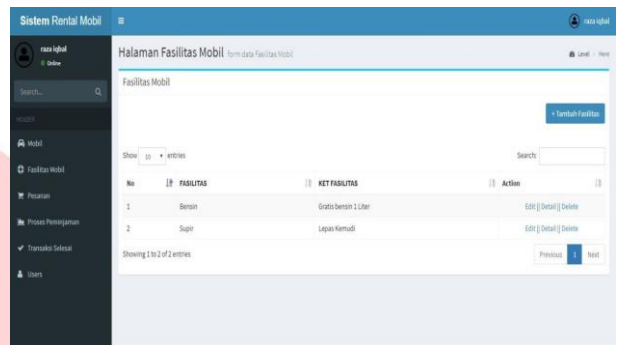 Sistem Rental Mobil
raza iqbal
raza iqbal
Online
Search...
HEADER
Mobil
Fasilitas Mobil
Pesanan
Proses Peminjaman
Transaksi Selesai
Users
Halaman Fasilitas Mobil form data Fasilitas Mobil
Level > Here
Fasilitas Mobil
+ Tambah Fasilitas
Show 10 entries
Search:
No FASILITAS KET FASILITAS Action
1 Bensin Gratis bensin 1 Liter Edit || Detail || Delete
2 Supir Lepas Kemudi Edit || Detail || Delete
Showing 1 to 2 of 2 entries
Previous 1 Next